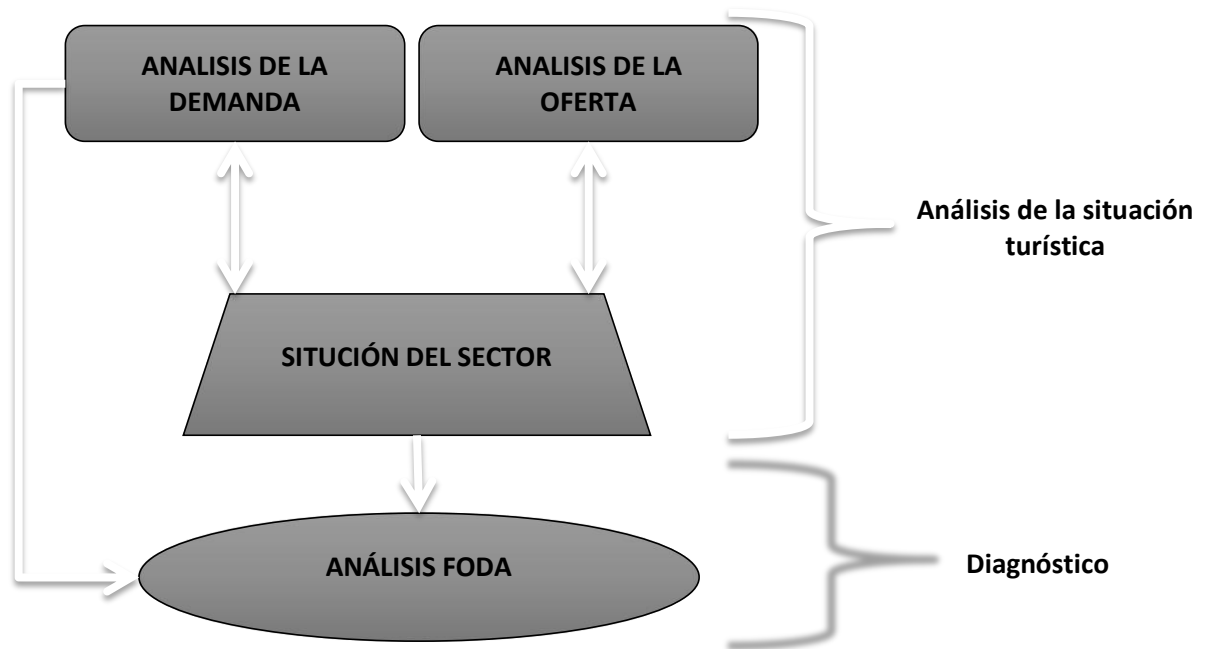 ANALISIS DE LA
DEMANDA
ANALISIS DE LA
OFERTA
Análisis de la situación
turística
SITUCIÓN DEL SECTOR
ANÁLISIS FODA
Diagnóstico